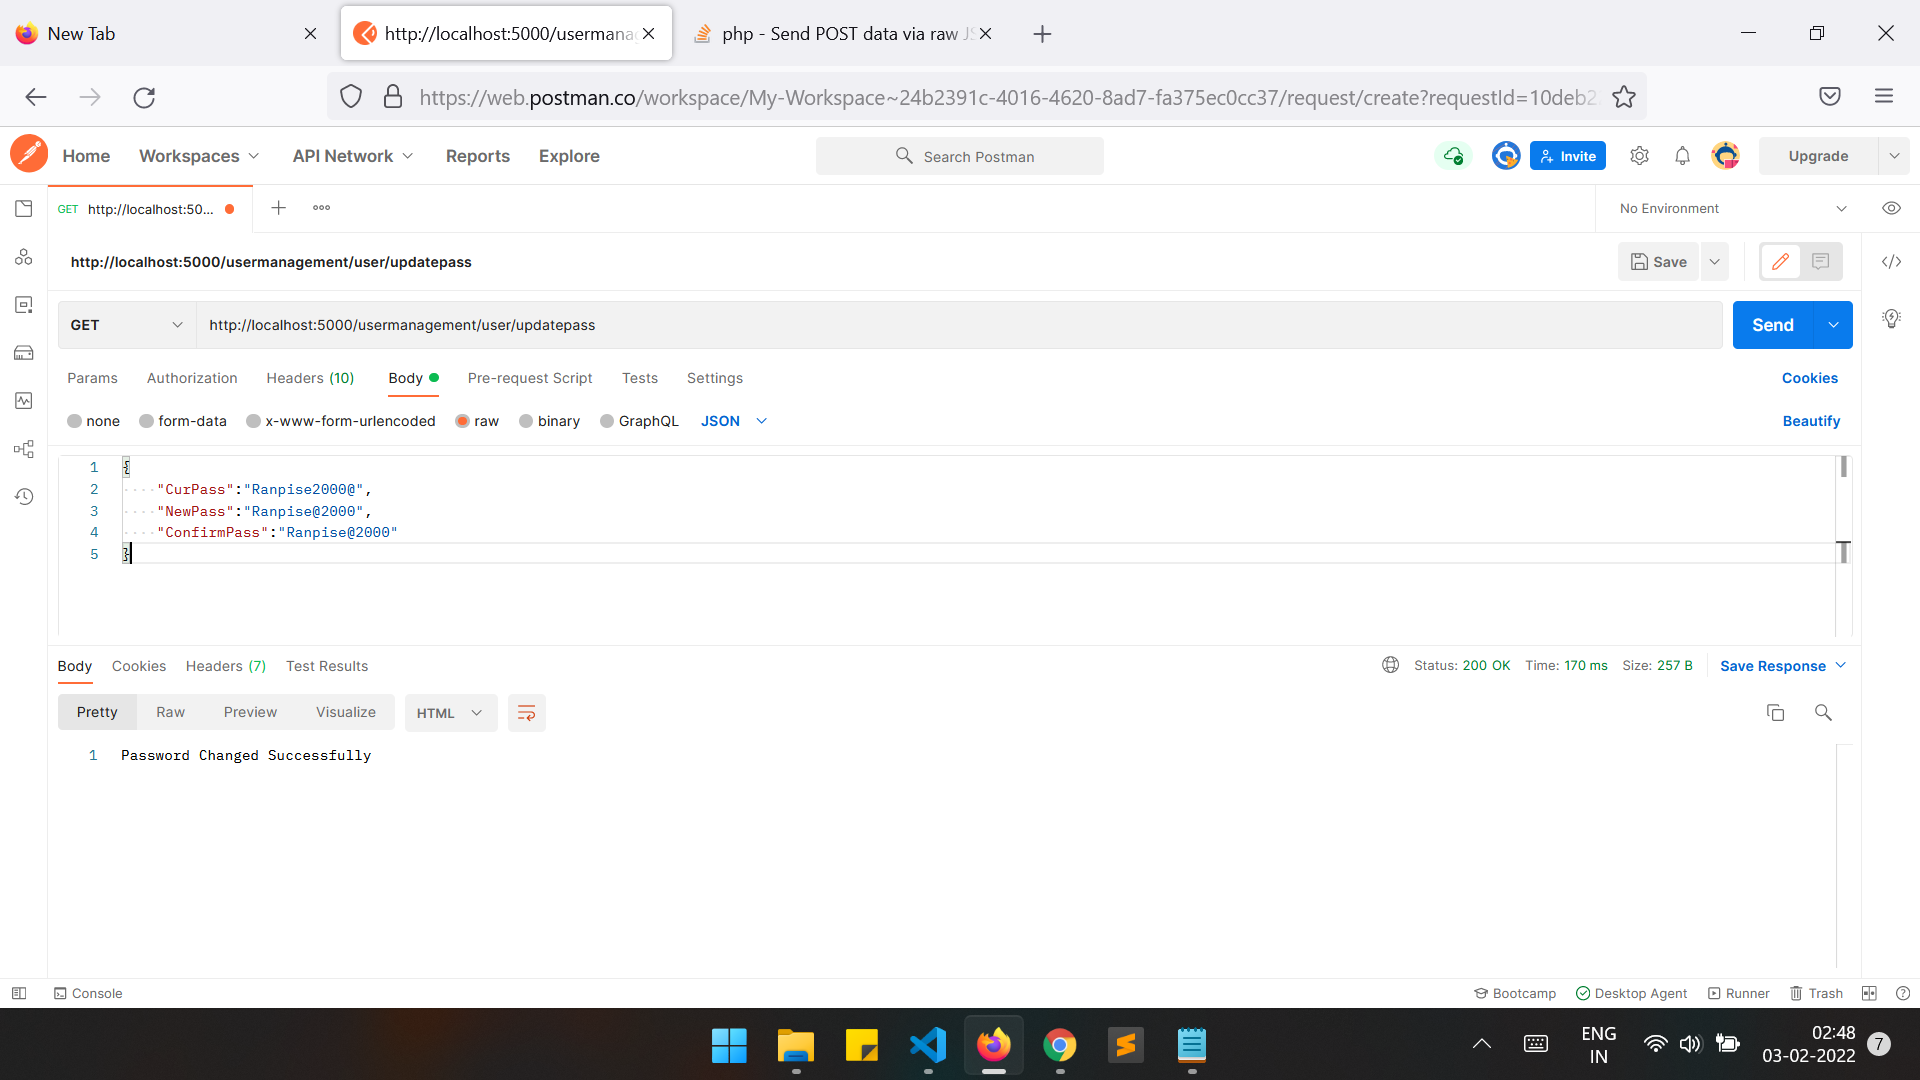 New Tab
http://localhost:5000/usermana
php - Send POST data via raw JS
https://web.postman.co/workspace/My-Workspace~24b2391c-4016-4620-8ad7-fa375ec0cc37/request/create?requestId=10deb2
Home
Workspaces
API Network
Reports
Explore
Search Postman
Invite
Upgrade
GET http://localhost:50...
No Environment
http://localhost:5000/usermanagement/user/updatepass
Save
GET
http://localhost:5000/usermanagement/user/updatepass
Send
Params
Authorization
Headers (10)
Body
Pre-request Script
Tests
Settings
Cookies
none
form-data
x-www-form-urlencoded
raw
binary
GraphQL
JSON
Beautify
1 {
2 "CurPass":"Ranpise2000@",
3 "NewPass":"Ranpise@2000",
4 "ConfirmPass":"Ranpise@2000"
5 }
Body
Cookies
Headers (7)
Test Results
Status: 200 OK
Time: 170 ms
Size: 257 B
Save Response
Pretty
Raw
Preview
Visualize
HTML
1 Password Changed Successfully
Console
Bootcamp
Desktop Agent
Runner
Trash
ENG
IN
02:48
03-02-2022
7